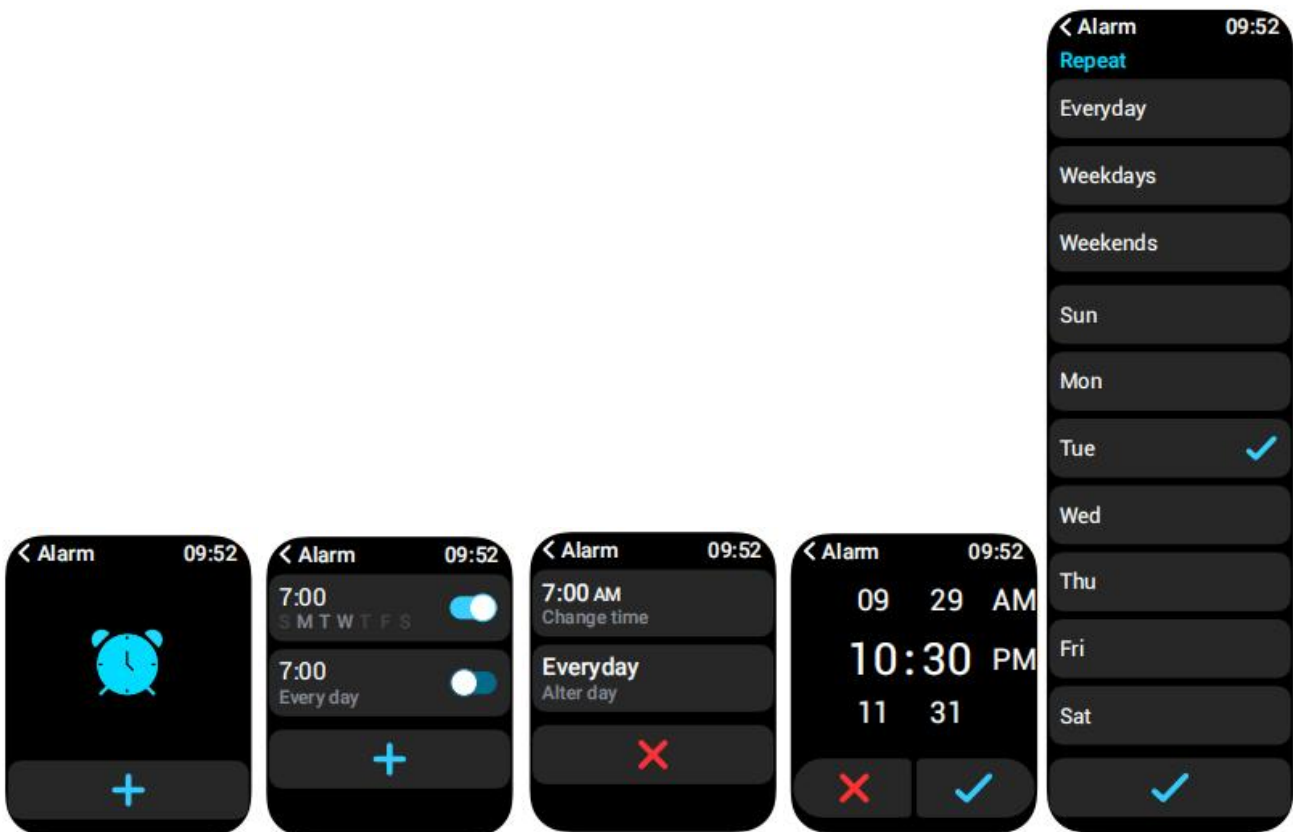 Alarm 09:52
7:00
S M T W T F S
7:00
Every day
Alarm 09:52
Alarm 09:52
7:00 AM
Change time
Everyday
Alter day
Alarm 09:52
09 29 AM
10:30 PM
11 31
Alarm 09:52
Repeat
Everyday
Weekdays
Weekends
Sun
Mon
Tue
Wed
Thu
Fri
Sat